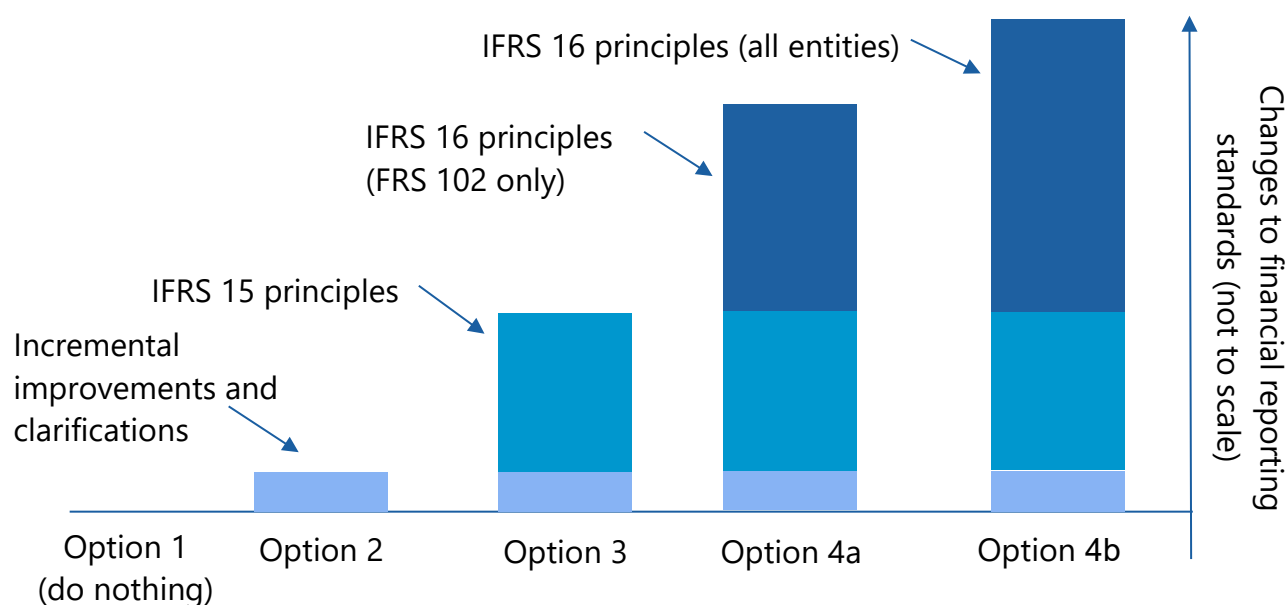 IFRS 16 principles (all entities)
IFRS 16 principles
(FRS 102 only)
IFRS 15 principles
Incremental
improvements and
clarifications
Changes to financial reporting
standards (not to scale)
Option 1
(do nothing)
Option 2
Option 3
Option 4a
Option 4b